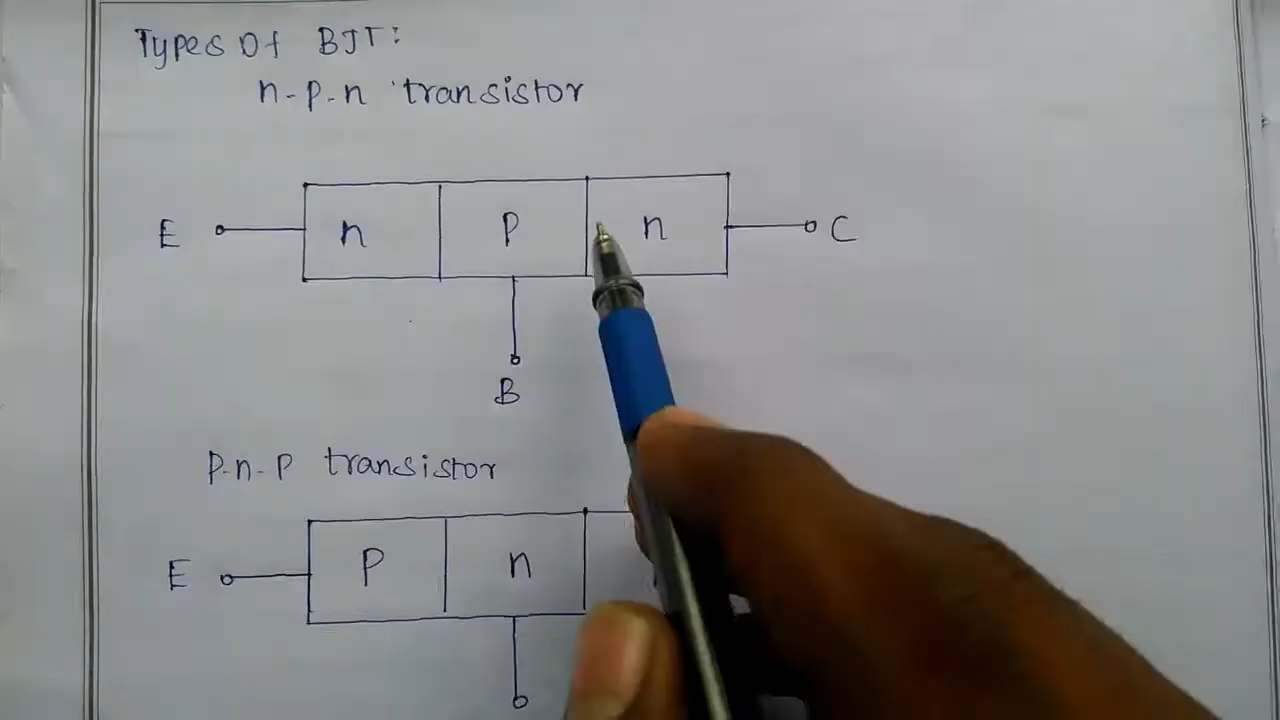 Types Of BJT:
n-p-n transistor
E n P n C
B
P-n-P transistor
E P n